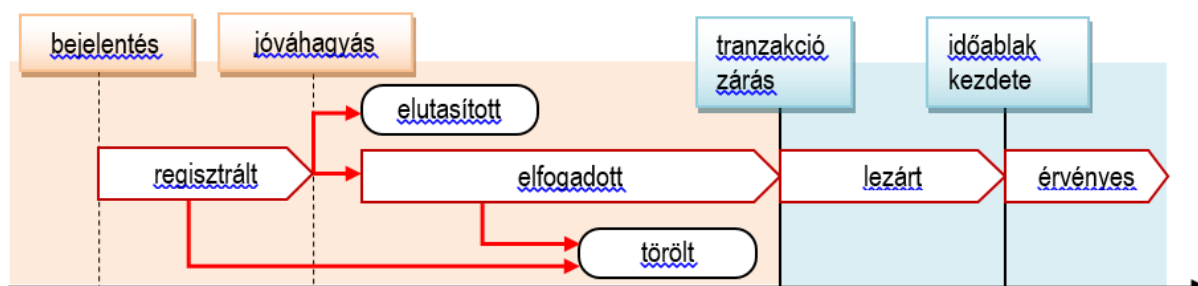 bejelentés
jóváhagyás
tranzakció
zárás
időablak
kezdete
elutasított
regisztrált
elfogadott
lezárt
érvényes
törölt